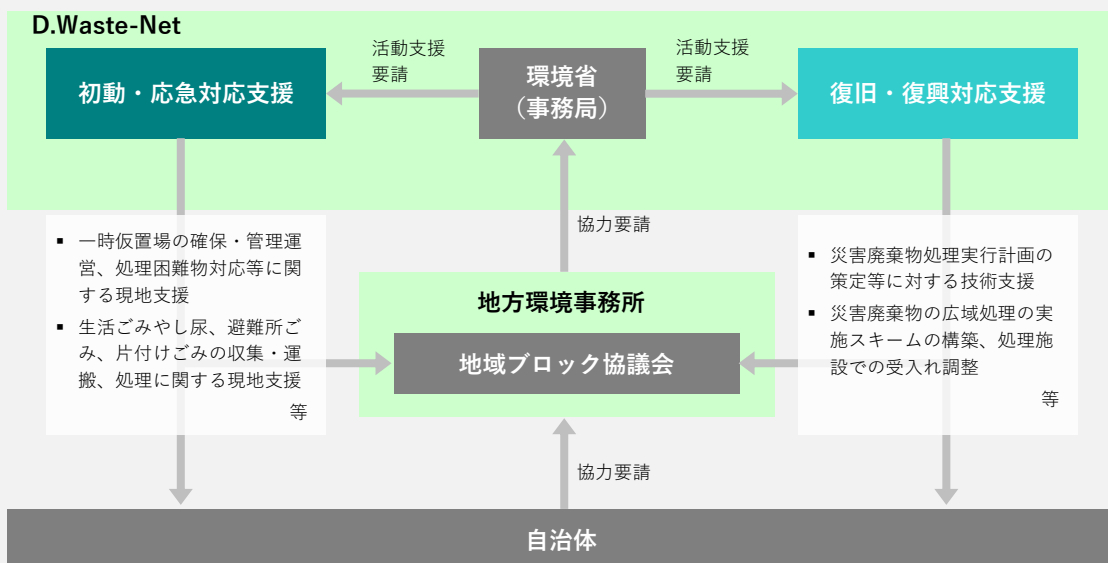 D.Waste-Net
活動支援
要請
活動支援
要請
初動・応急対応支援
環境省
（事務局）
復旧・復興対応支援
協力要請
▪ 一時仮置場の確保・管理運
営、処理困難物対応等に関
する現地支援
▪ 生活ごみやし尿、避難所ご
み、片付けごみの収集・運
搬、処理に関する現地支援
等
地方環境事務所
地域ブロック協議会
▪ 災害廃棄物処理実行計画の
策定等に対する技術支援
▪ 災害廃棄物の広域処理の実
施スキームの構築、処理施
設での受入れ調整
等
協力要請
自治体